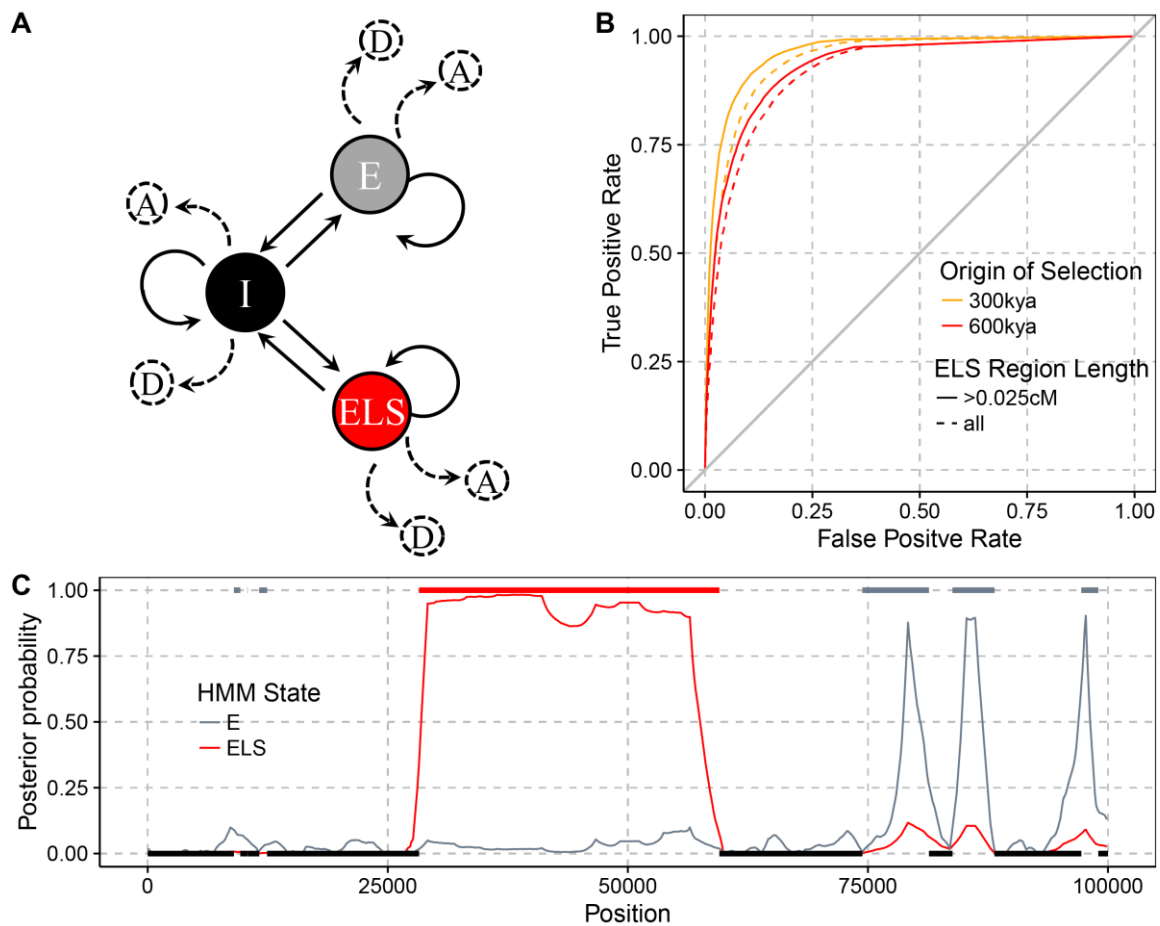 A
D
A
E
A
I
D
ELS
A
D
B
1.00
0.75
0.50
0.25
0.00
True Positive Rate
Origin of Selection
300kya
600kya
ELS Region Length
>0.025cM
all
0.00 0.25 0.50 0.75 1.00
False Positve Rate
C
1.00
0.75
0.50
0.25
0.00
Posterior probability
HMM State
E
ELS
0 25000 50000 75000 100000
Position